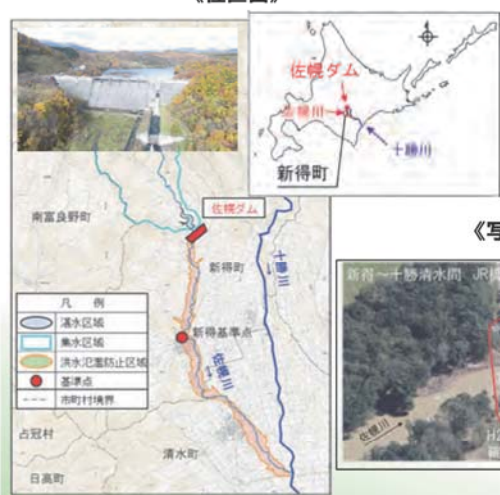 佐幌ダム
佐幌川
十勝川
新得町
佐幌ダム
南富良野町
新得町
十勝川
凡 例
湛水区域
集水区域
洪水氾濫防止区域
基準点
市町村境界
新得基準点
佐幌川
占冠村
清水町
日高町
《写
新得～十勝清水間 JR橋
佐幌川